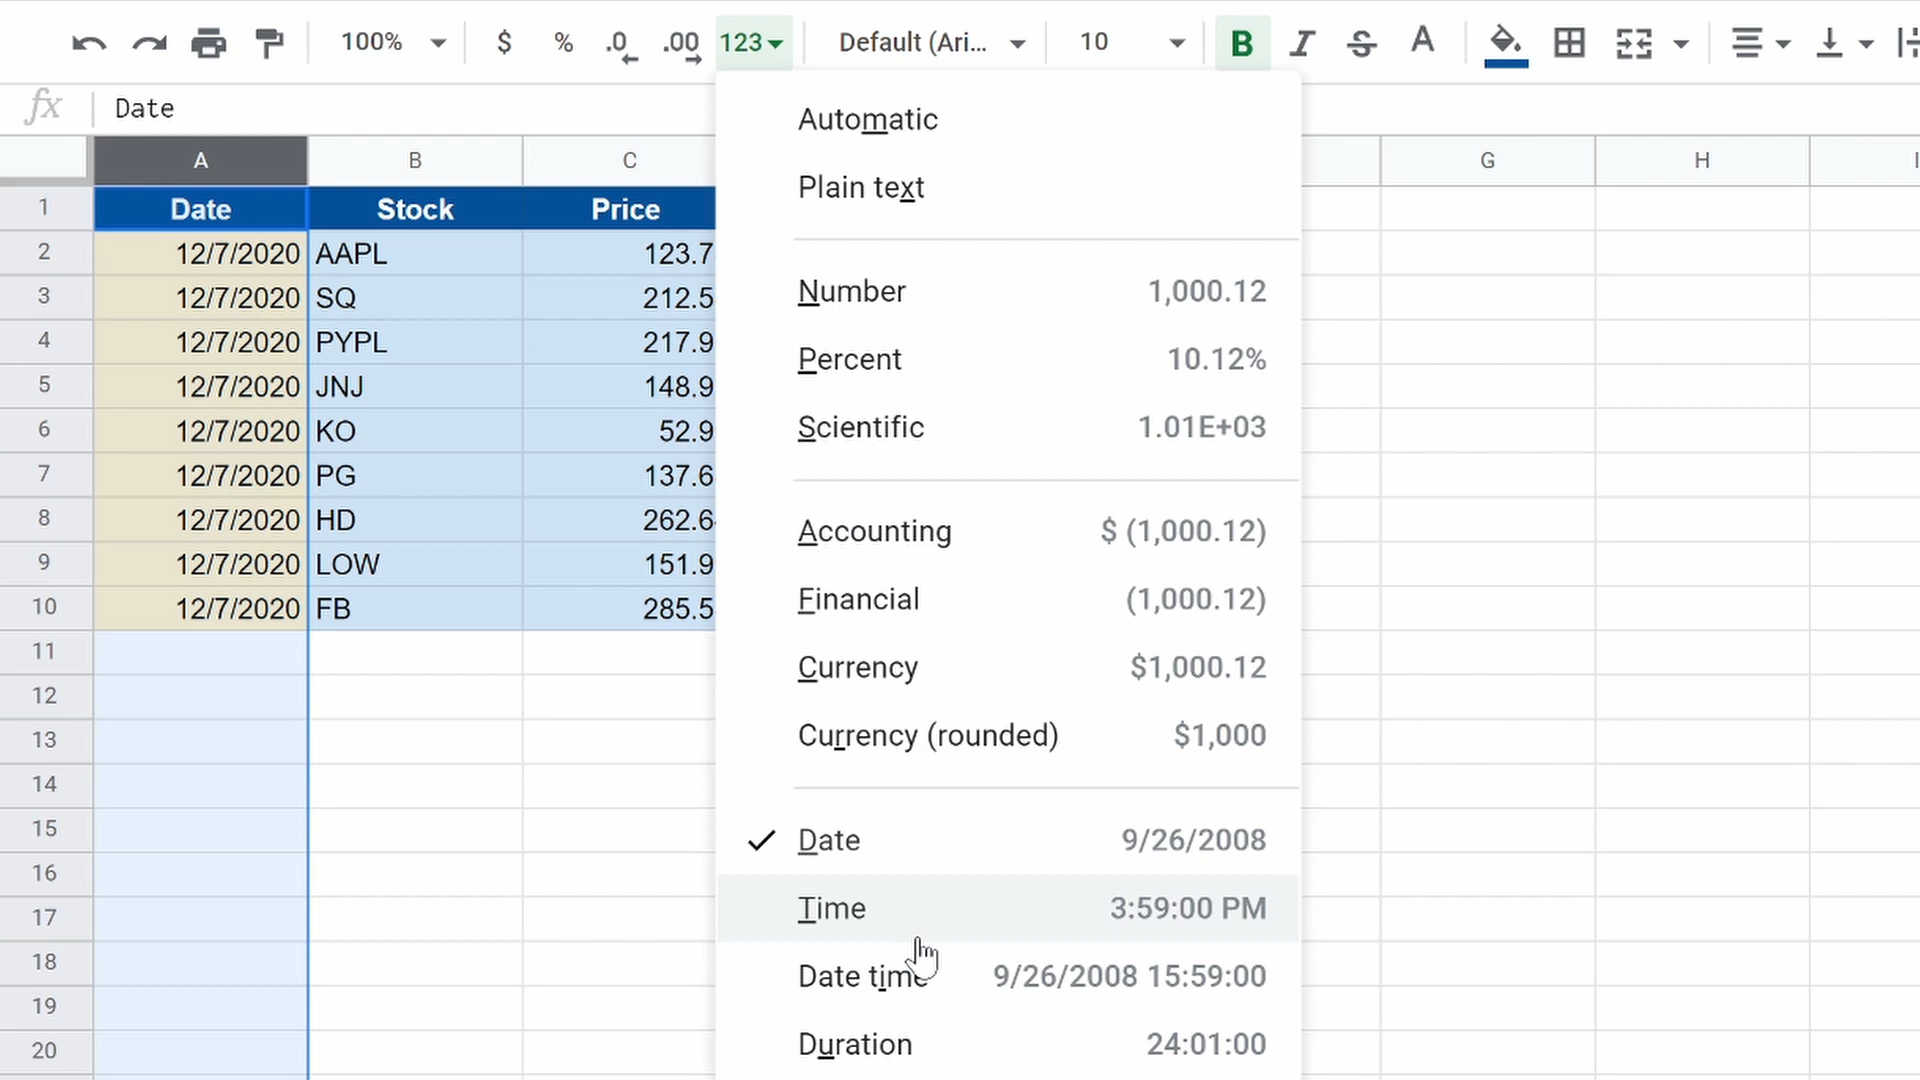 100% $ % .0 .00 123 Default (Ari... 10 B I S A
fx Date
A B C G H
1 Date Stock Price
2 12/7/2020 AAPL 123.7
3 12/7/2020 SQ 212.5
4 12/7/2020 PYPL 217.9
5 12/7/2020 JNJ 148.9
6 12/7/2020 KO 52.9
7 12/7/2020 PG 137.6
8 12/7/2020 HD 262.6
9 12/7/2020 LOW 151.9
10 12/7/2020 FB 285.5
11
12
13
14
15
16
17
18
19
20
Automatic
Plain text
Number 1,000.12
Percent 10.12%
Scientific 1.01E+03
Accounting $ (1,000.12)
Financial (1,000.12)
Currency $1,000.12
Currency (rounded) $1,000
Date 9/26/2008
Time 3:59:00 PM
Date time 9/26/2008 15:59:00
Duration 24:01:00